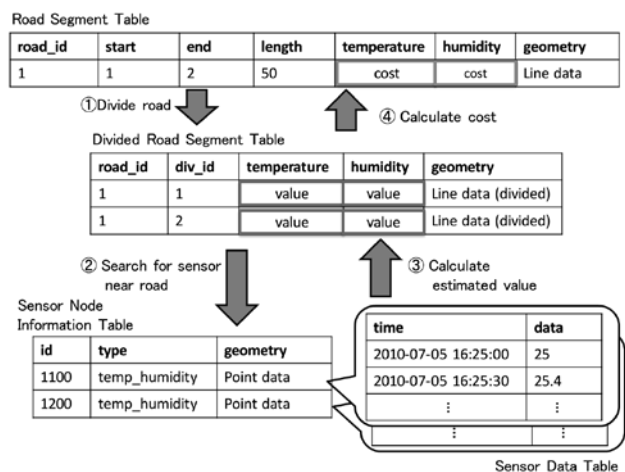 Road Segment Table
road_id start end length temperature humidity geometry
1 1 2 50 cost cost Line data
①Divide road
④ Calculate cost
Divided Road Segment Table
road_id div_id temperature humidity geometry
1 1 value value Line data (divided)
1 2 value value Line data (divided)
② Search for sensor
near road
③ Calculate
estimated value
Sensor Node
Information Table
id type geometry
1100 temp_humidity Point data
1200 temp_humidity Point data
time data
2010-07-05 16:25:00 25
2010-07-05 16:25:30 25.4
⋮ ⋮
⋮ ⋮
Sensor Data Table